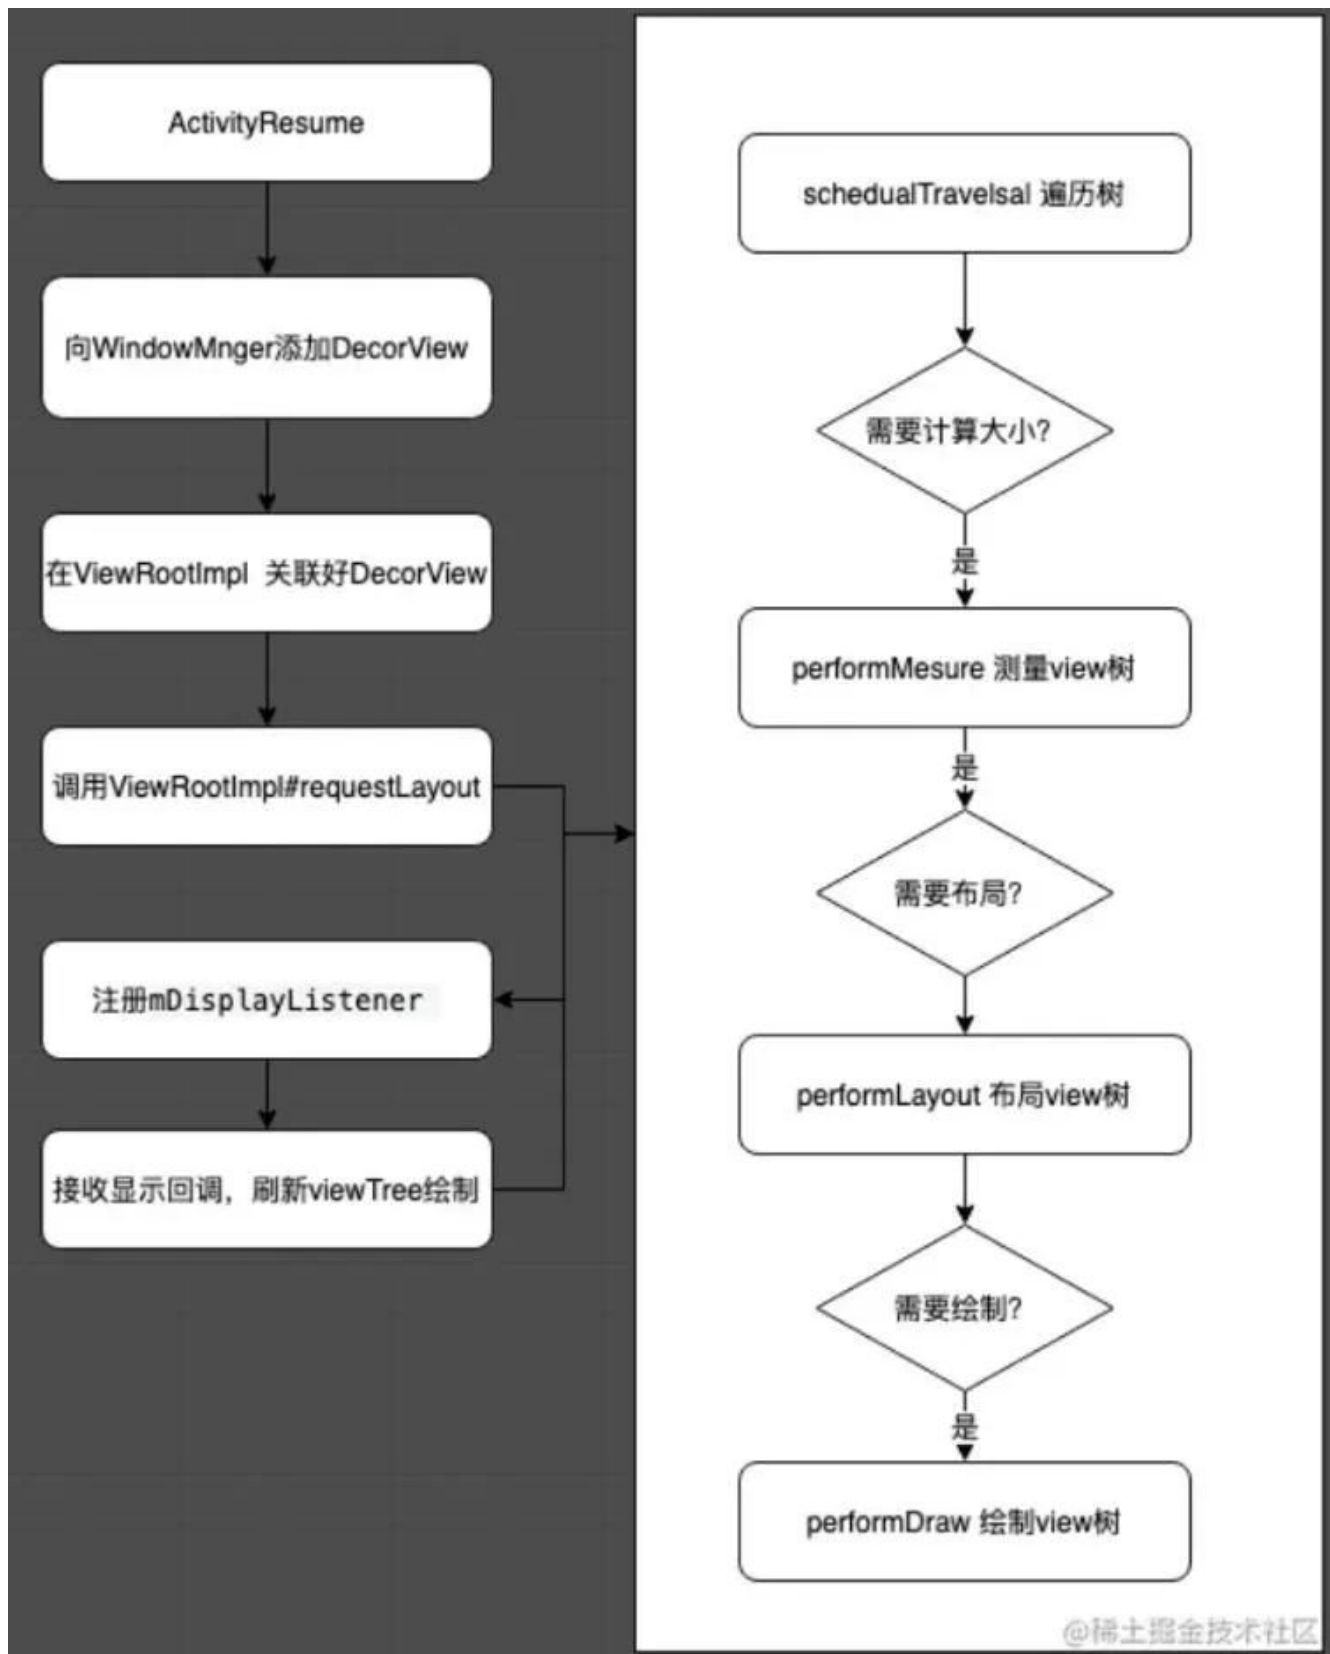 ActivityResume
向WindowMnger添加DecorView
在ViewRootImpl 关联好DecorView
调用ViewRootImpl#requestLayout
注册mDisplayListener
接收显示回调，刷新viewTree绘制
schedualTravelsal 遍历树
需要计算大小？
是
performMesure 测量view树
是
需要布局？
performLayout 布局view树
需要绘制？
是
performDraw 绘制view树
@稀土掘金技术社区